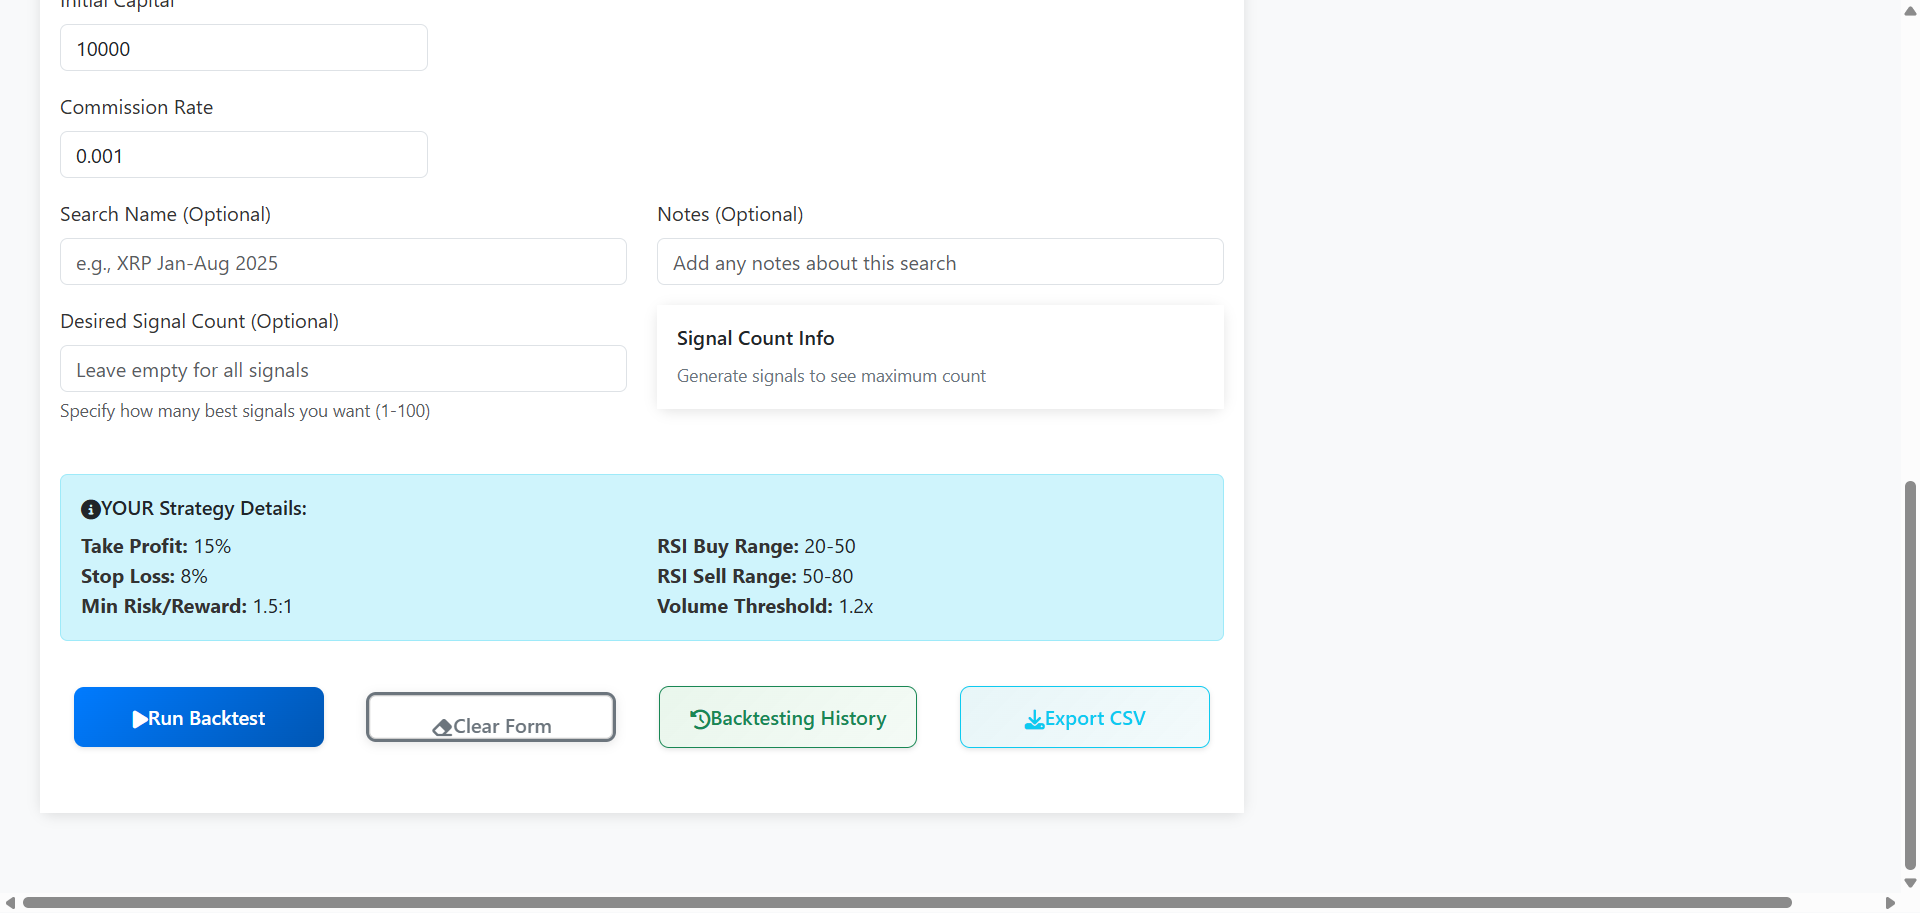 Initial Capital
10000
Commission Rate
0.001
Search Name (Optional)
e.g., XRP Jan-Aug 2025
Notes (Optional)
Add any notes about this search
Desired Signal Count (Optional)
Leave empty for all signals
Specify how many best signals you want (1-100)
Signal Count Info
Generate signals to see maximum count
YOUR Strategy Details:
Take Profit: 15%
Stop Loss: 8%
Min Risk/Reward: 1.5:1
RSI Buy Range: 20-50
RSI Sell Range: 50-80
Volume Threshold: 1.2x
Run Backtest
Clear Form
Backtesting History
Export CSV